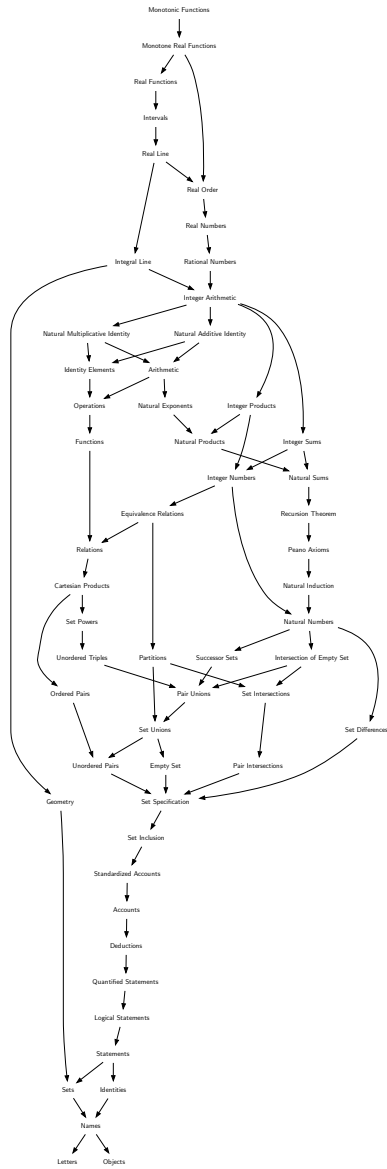 Monotonic Functions
Monotone Real Functions
Real Functions
Intervals
Real Line
Real Order
Real Numbers
Integral Line
Rational Numbers
Integer Arithmetic
Natural Multiplicative Identity
Natural Additive Identity
Identity Elements
Arithmetic
Operations
Natural Exponents
Integer Products
Functions
Natural Products
Integer Sums
Integer Numbers
Natural Sums
Equivalence Relations
Recursion Theorem
Relations
Peano Axioms
Cartesian Products
Natural Induction
Set Powers
Natural Numbers
Unordered Triples
Partitions
Successor Sets
Intersection of Empty Set
Ordered Pairs
Pair Unions
Set Intersections
Set Unions
Set Differences
Unordered Pairs
Empty Set
Pair Intersections
Geometry
Set Specification
Set Inclusion
Standardized Accounts
Accounts
Deductions
Quantified Statements
Logical Statements
Statements
Sets
Identities
Names
Letters
Objects